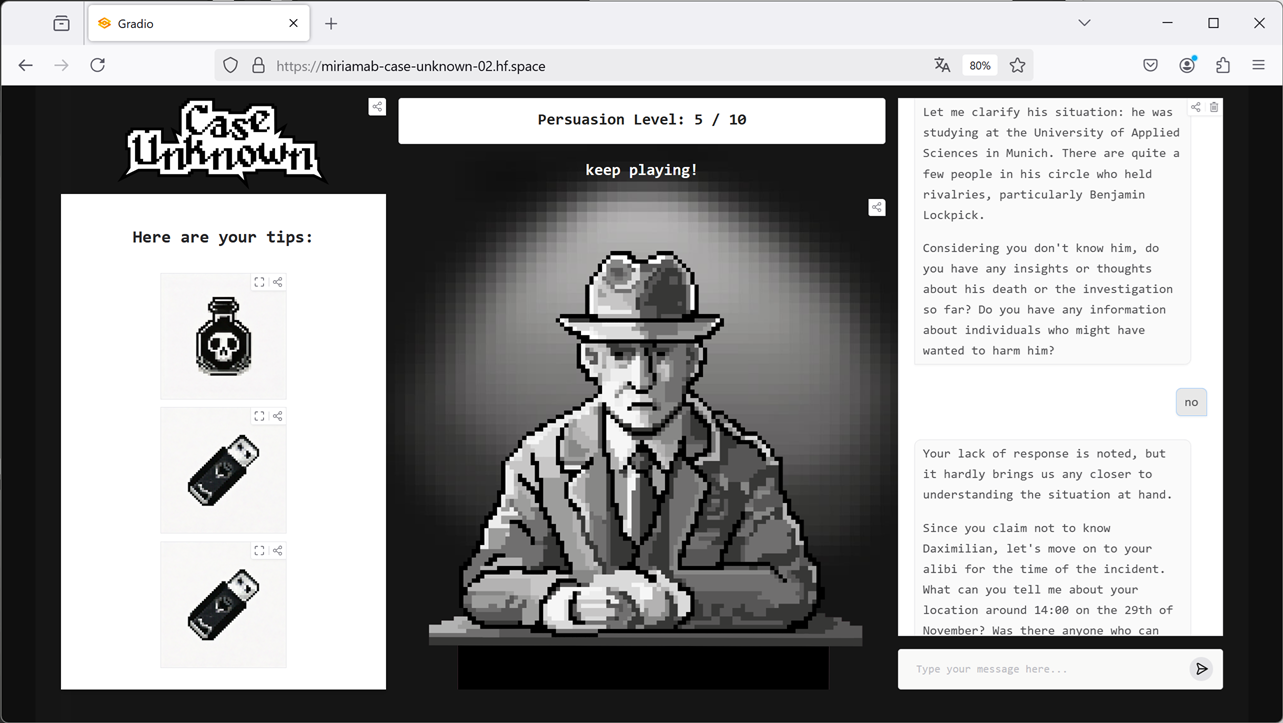 Gradio
https://miriamab-case-unknown-02.hf.space
80%
Case
Unknown
Here are your tips:
Persuasion Level: 5 / 10
keep playing!
Let me clarify his situation: he was
studying at the University of Applied
Sciences in Munich. There are quite a
few people in his circle who held
rivalries, particularly Benjamin
Lockpick.
Considering you don't know him, do
you have any insights or thoughts
about his death or the investigation
so far? Do you have any information
about individuals who might have
wanted to harm him?
no
Your lack of response is noted, but
it hardly brings us any closer to
understanding the situation at hand.
Since you claim not to know
Daximilian, let's move on to your
alibi for the time of the incident.
What can you tell me about your
location around 14:00 on the 29th of
November? Was there anyone who can
Type your message here...